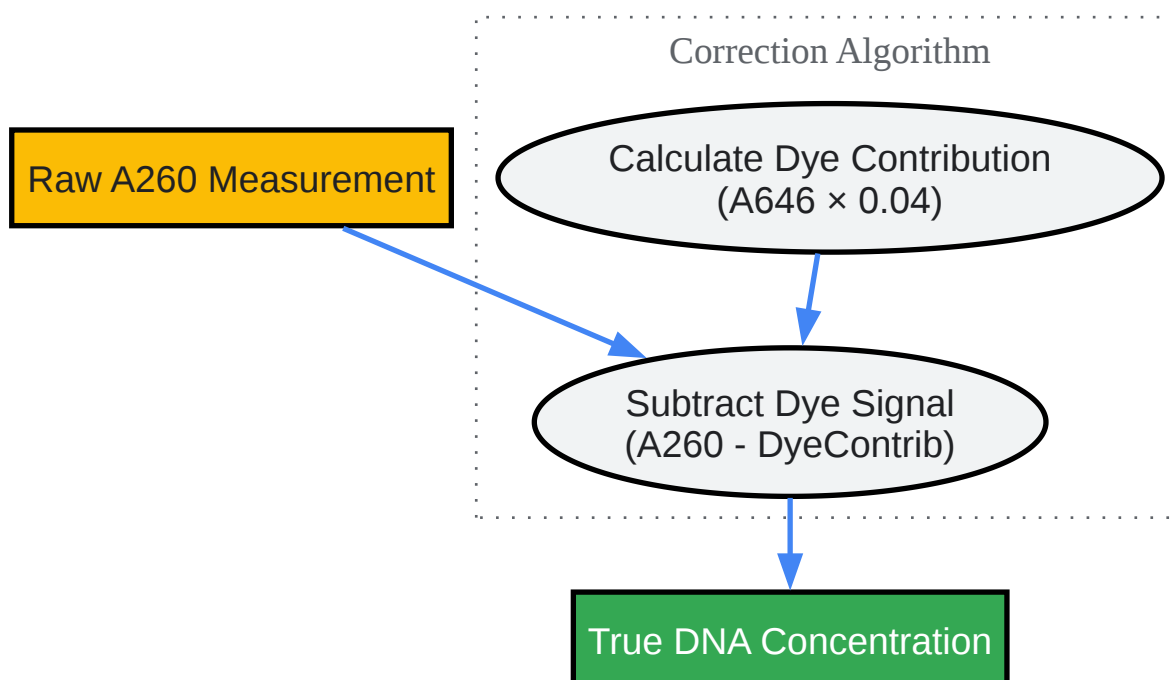 Correction Algorithm
Raw A260 Measurement
Calculate Dye Contribution
(A646 × 0.04)
Subtract Dye Signal
(A260 - DyeContrib)
True DNA Concentration